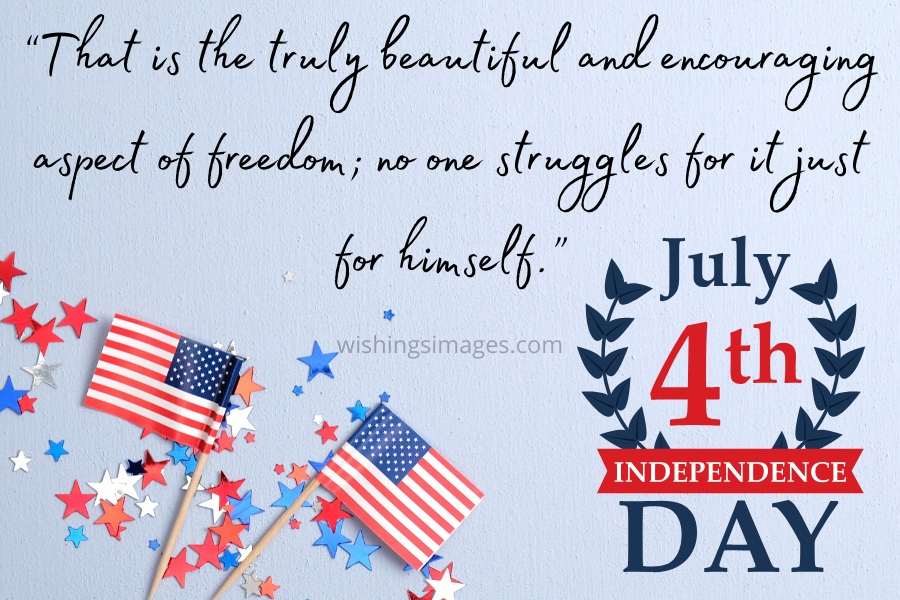 “That is the truly beautiful and encouraging
aspect of freedom; no one struggles for it just
for himself.”
July
4th
INDEPENDENCE
DAY
wishingsimages.com